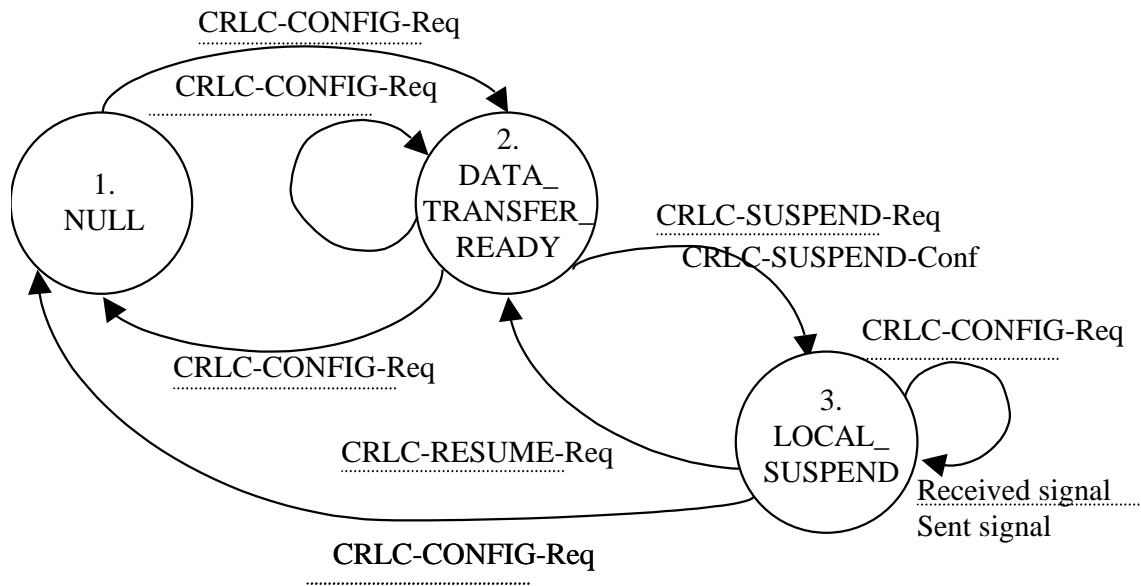 CRLC-CONFIG-Req
CRLC-CONFIG-Req
1.
NULL
2.
DATA_
TRANSFER_
READY
CRLC-SUSPEND-Req
CRLC-SUSPEND-Conf
CRLC-CONFIG-Req
CRLC-CONFIG-Req
3.
LOCAL_
SUSPEND
CRLC-RESUME-Req
Received signal
Sent signal
CRLC-CONFIG-Req